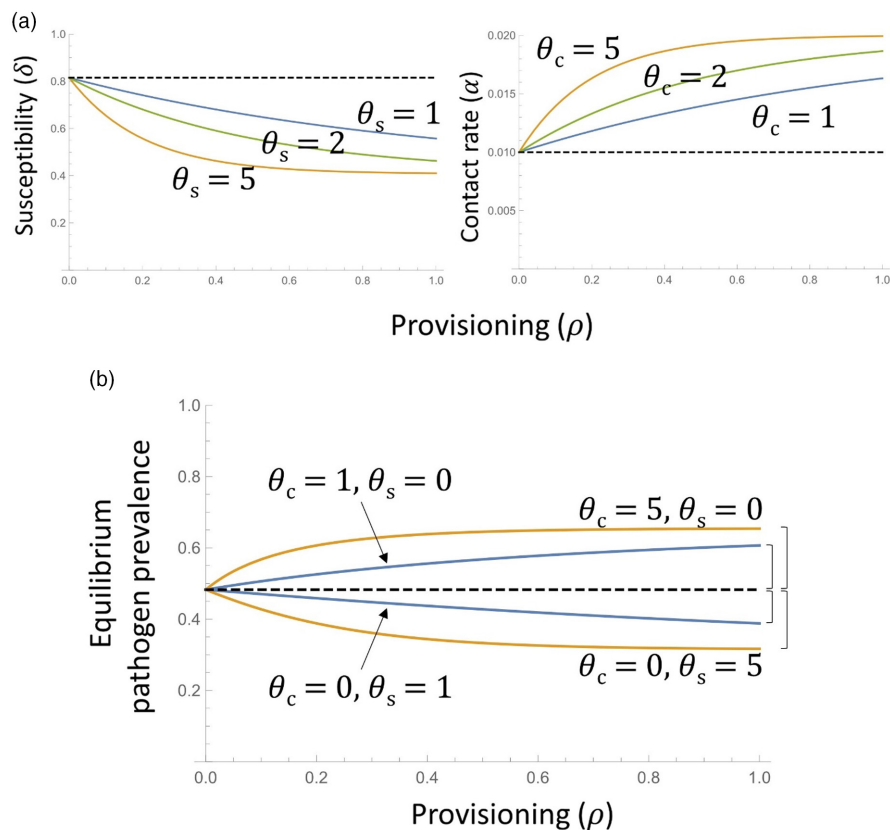 (a)
Susceptibility (δ)
1.0
0.8
0.6
0.4
0.2
0.0 0.2 0.4 0.6 0.8 1.0
θs = 1
θs = 2
θs = 5
Contact rate (α)
0.020
0.015
0.010
0.005
0.0 0.2 0.4 0.6 0.8 1.0
θc = 5
θc = 2
θc = 1
Provisioning (ρ)
(b)
Equilibrium
pathogen prevalence
1.0
0.8
0.6
0.4
0.2
0.0 0.2 0.4 0.6 0.8 1.0
θc = 1, θs = 0
θc = 5, θs = 0
θc = 0, θs = 1
θc = 0, θs = 5
Provisioning (ρ)